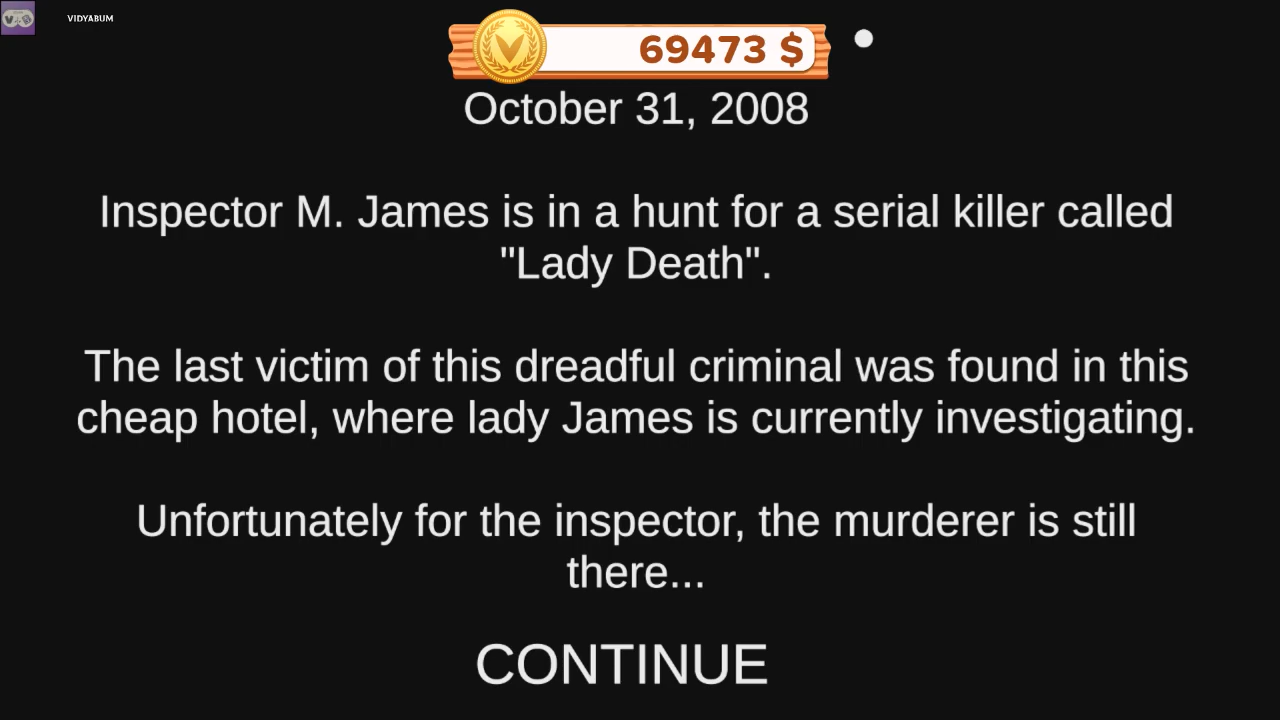 VIDYABUM
69473 $
October 31, 2008
Inspector M. James is in a hunt for a serial killer called
"Lady Death".
The last victim of this dreadful criminal was found in this
cheap hotel, where lady James is currently investigating.
Unfortunately for the inspector, the murderer is still
there...
CONTINUE